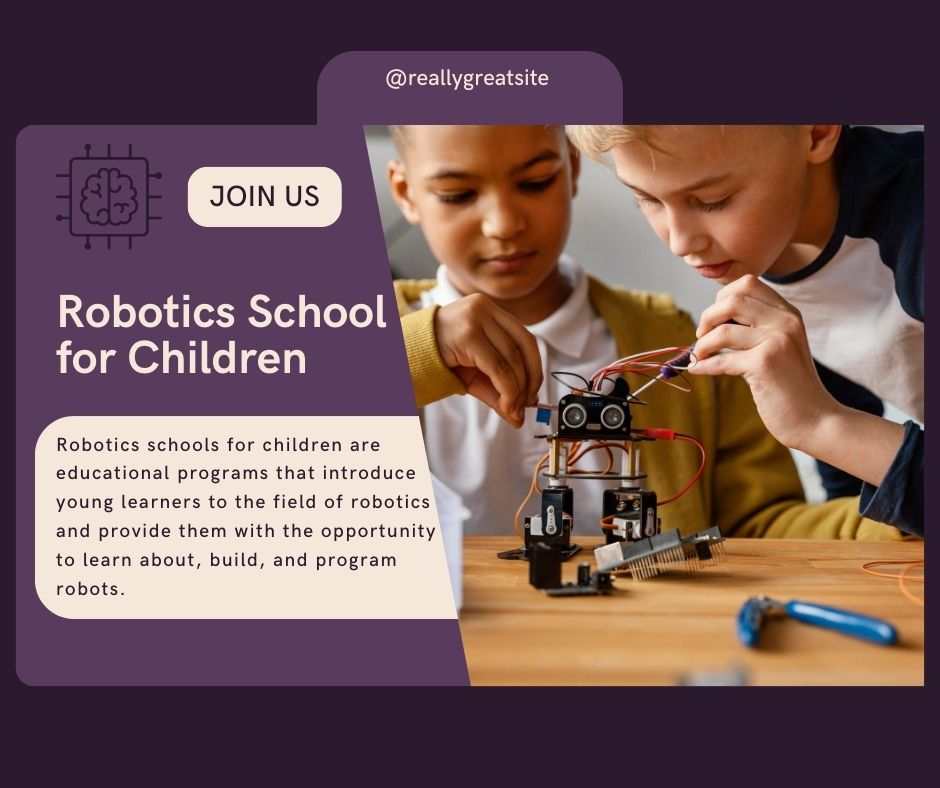 @reallygreatsite
JOIN US
Robotics School
for Children
Robotics schools for children are
educational programs that introduce
young learners to the field of robotics
and provide them with the opportunity
to learn about, build, and program
robots.